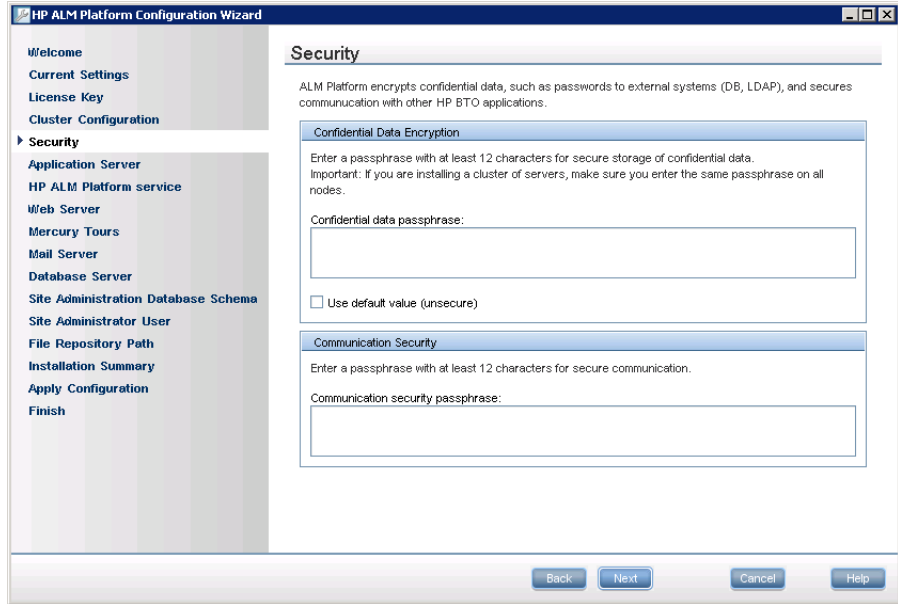 HP ALM Platform Configuration Wizard
Welcome
Current Settings
License Key
Cluster Configuration
Security
Application Server
HP ALM Platform service
Web Server
Mercury Tours
Mail Server
Database Server
Site Administration Database Schema
Site Administrator User
File Repository Path
Installation Summary
Apply Configuration
Finish
Security
ALM Platform encrypts confidential data, such as passwords to external systems (DB, LDAP), and secures
communucation with other HP BTO applications.
Confidential Data Encryption
Enter a passphrase with at least 12 characters for secure storage of confidential data.
Important: If you are installing a cluster of servers, make sure you enter the same passphrase on all
nodes.
Confidential data passphrase:
Use default value (unsecure)
Communication Security
Enter a passphrase with at least 12 characters for secure communication.
Communication security passphrase:
Back
Next
Cancel
Help